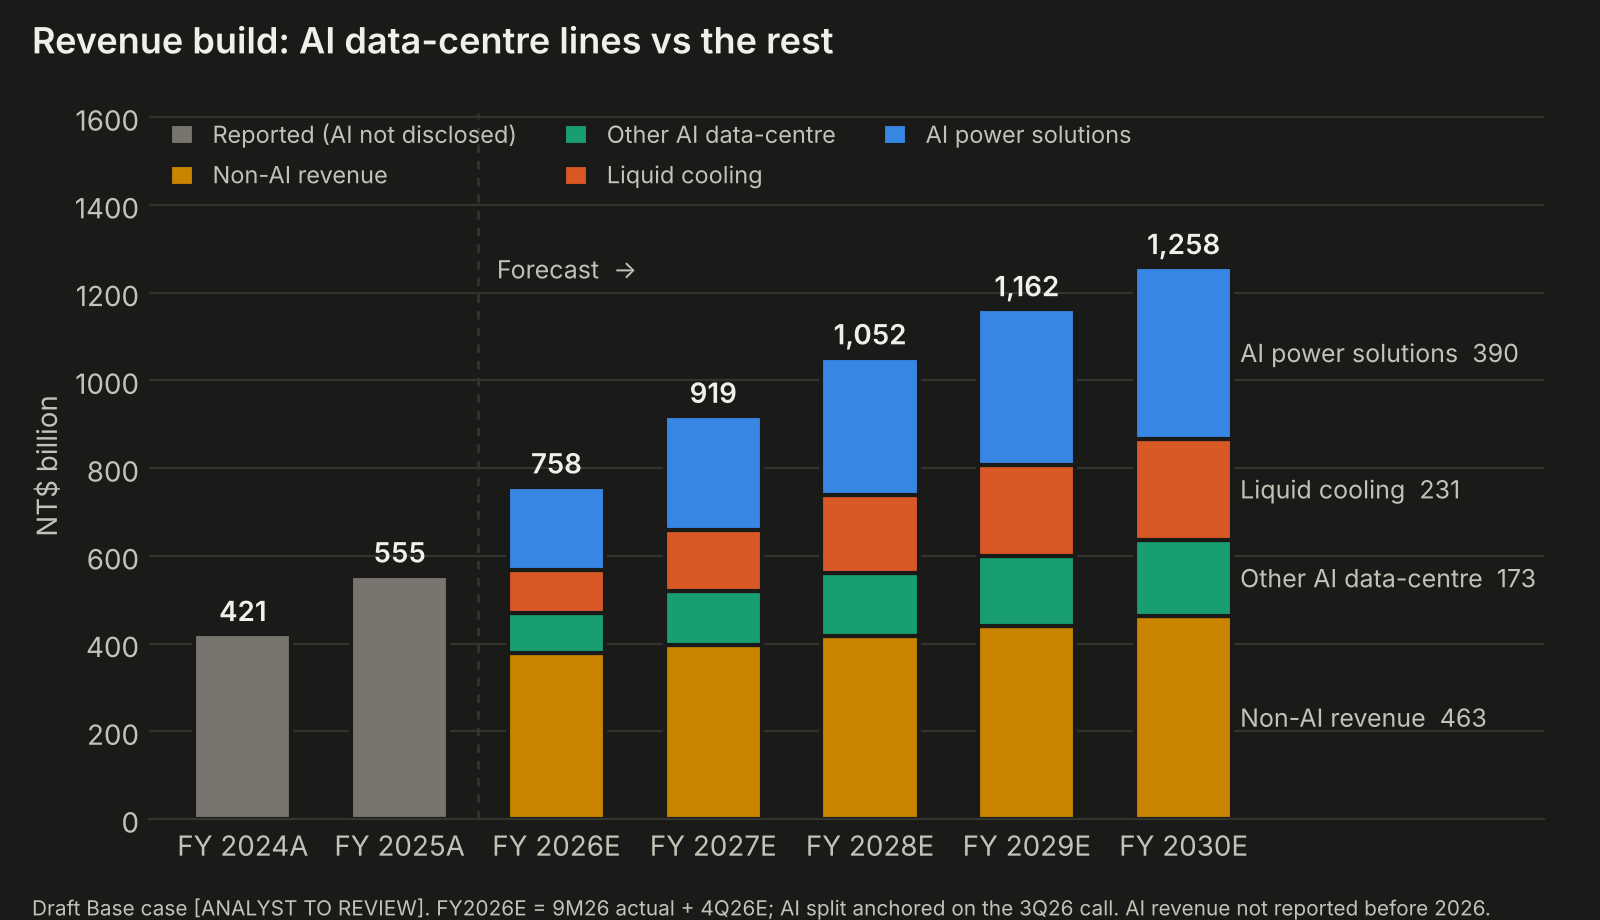 Revenue build: AI data-centre lines vs the rest
Reported (AI not disclosed)
Other AI data-centre
AI power solutions
Non-AI revenue
Liquid cooling
Forecast →
NT$ billion
1600
1400
1200
1000
800
600
400
200
0
421
555
758
919
1,052
1,162
1,258
AI power solutions 390
Liquid cooling 231
Other AI data-centre 173
Non-AI revenue 463
FY 2024A
FY 2025A
FY 2026E
FY 2027E
FY 2028E
FY 2029E
FY 2030E
Draft Base case [ANALYST TO REVIEW]. FY2026E = 9M26 actual + 4Q26E; AI split anchored on the 3Q26 call. AI revenue not reported before 2026.